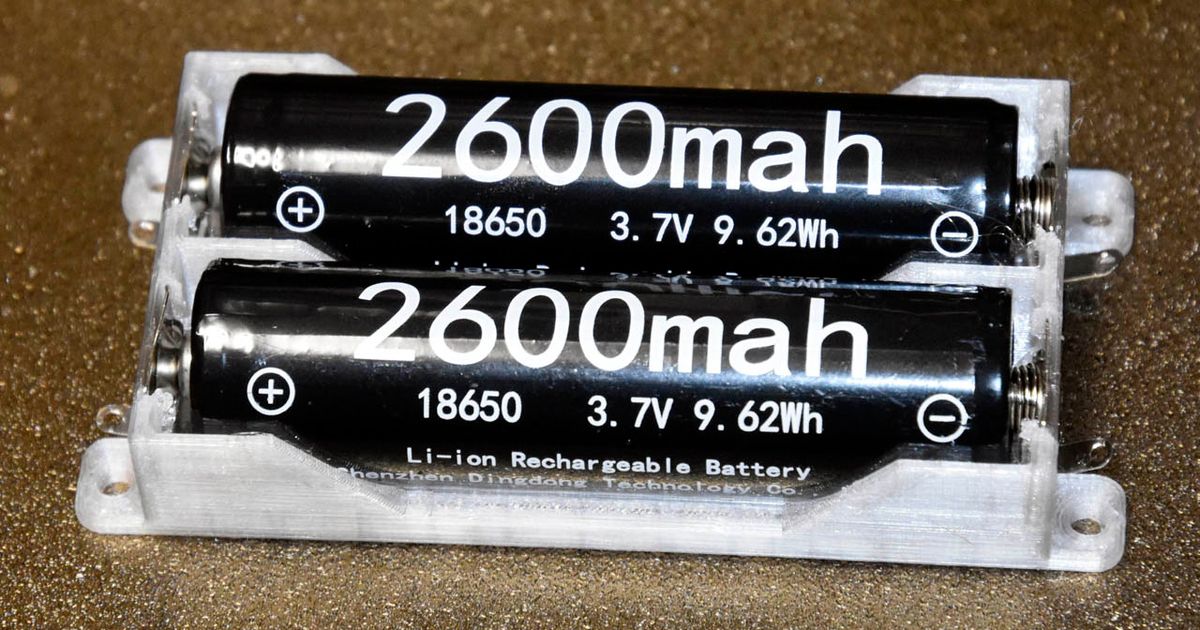 2600mah
+
18650 3.7V 9.62Wh
−
2600mah
+
18650 3.7V 9.62Wh
−
Li-ion Rechargeable Battery
Shenzhen Dingdong Technology Co.